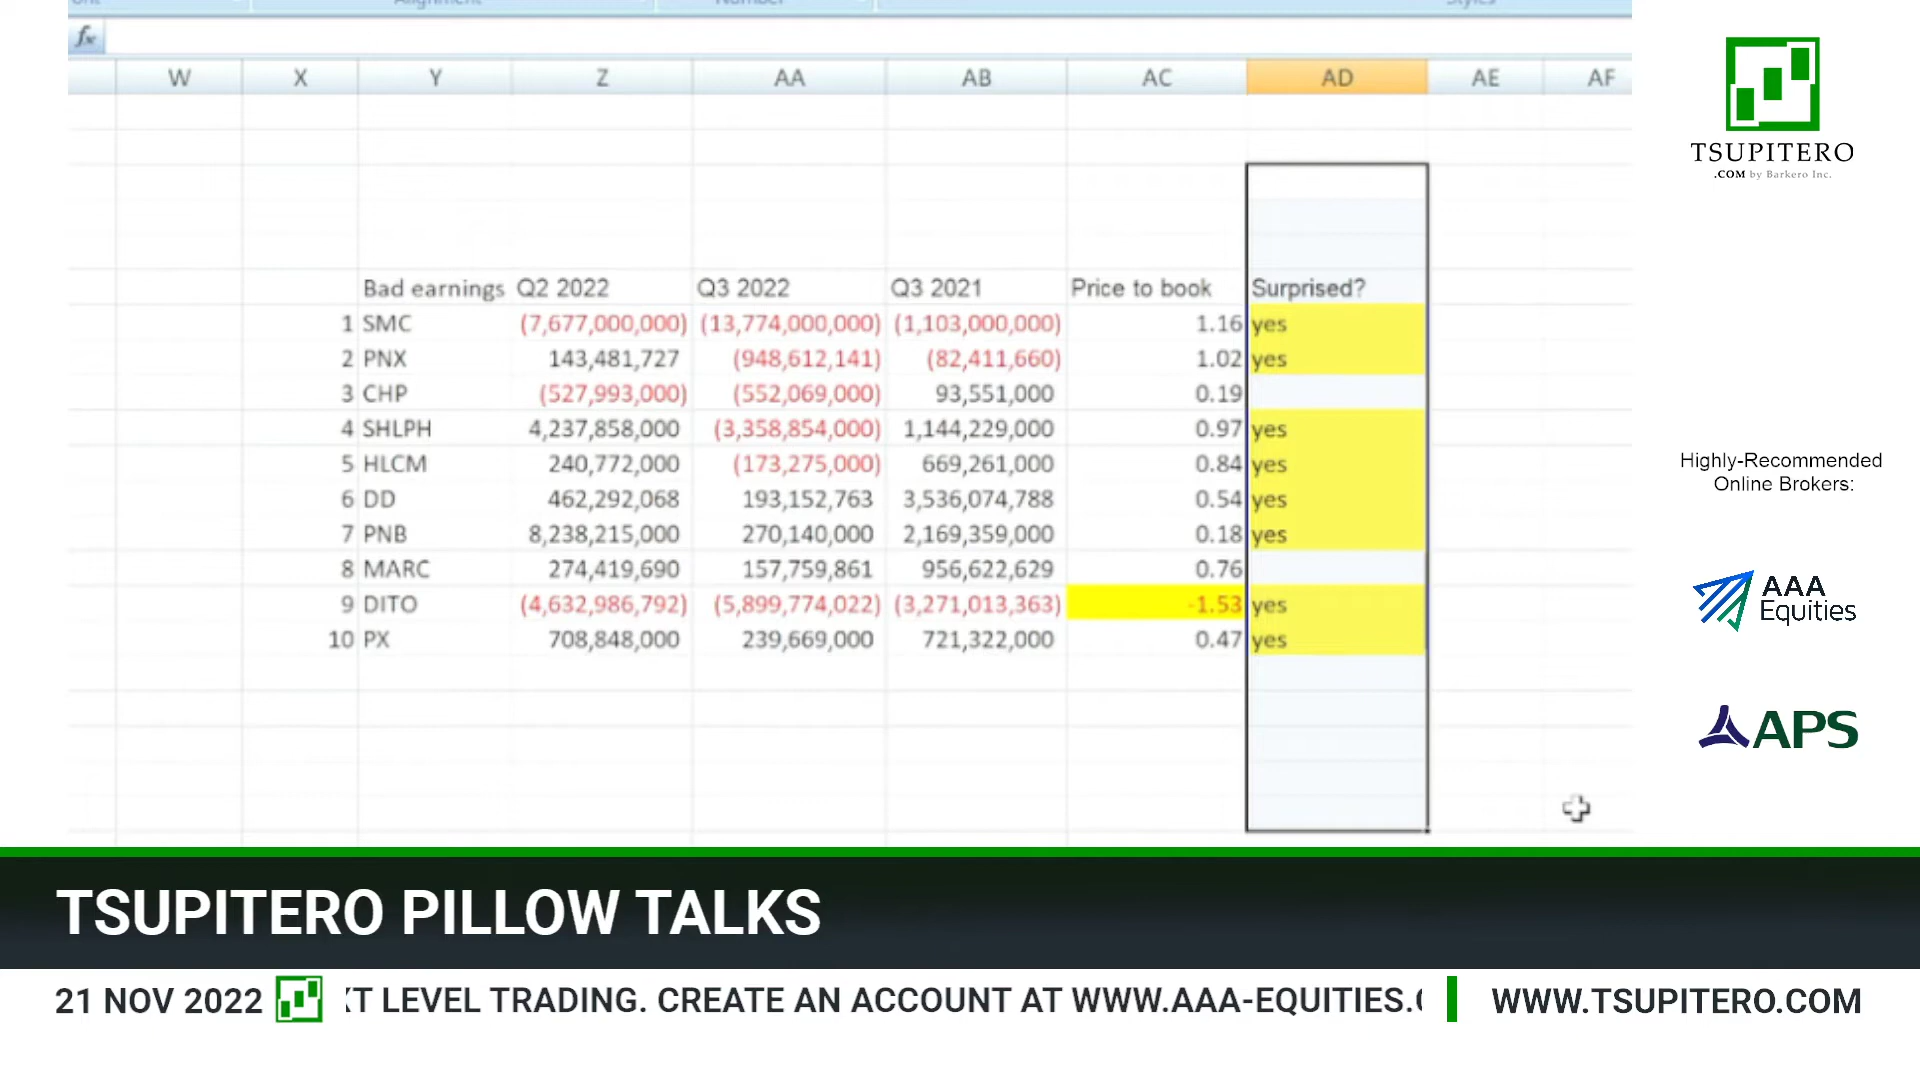 Alignment
Number
Styles
fx
W X Y Z AA AB AC AD AE AF
Bad earnings Q2 2022 Q3 2022 Q3 2021 Price to book Surprised?
1 SMC (7,677,000,000) (13,774,000,000) (1,103,000,000) 1.16 yes
2 PNX 143,481,727 (948,612,141) (82,411,660) 1.02 yes
3 CHP (527,993,000) (552,069,000) 93,551,000 0.19
4 SHLPH 4,237,858,000 (3,358,854,000) 1,144,229,000 0.97 yes
5 HLCM 240,772,000 (173,275,000) 669,261,000 0.84 yes
6 DD 462,292,068 193,152,763 3,536,074,788 0.54 yes
7 PNB 8,238,215,000 270,140,000 2,169,359,000 0.18 yes
8 MARC 274,419,690 157,759,861 956,622,629 0.76
9 DITO (4,632,986,792) (5,899,774,022) (3,271,013,363) -1.53 yes
10 PX 708,848,000 239,669,000 721,322,000 0.47 yes
TSUPITERO
.COM by Barkero Inc.
Highly-Recommended
Online Brokers:
AAA
Equities
APS
TSUPITERO PILLOW TALKS
21 NOV 2022 XT LEVEL TRADING. CREATE AN ACCOUNT AT WWW.AAA-EQUITIES.C WWW.TSUPITERO.COM